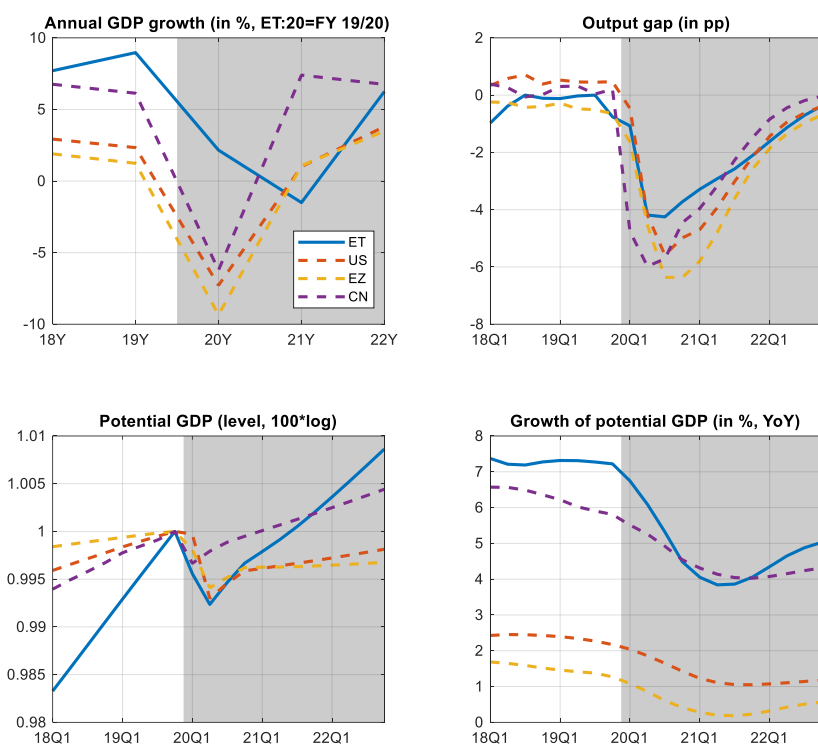 Annual GDP growth (in %, ET:20=FY 19/20)
10
5
0
-5
-10
18Y
19Y
20Y
21Y
22Y
ET
US
EZ
CN
Output gap (in pp)
2
0
-2
-4
-6
-8
18Q1
19Q1
20Q1
21Q1
22Q1
Potential GDP (level, 100*log)
1.01
1.005
1
0.995
0.99
0.985
0.98
18Q1
19Q1
20Q1
21Q1
22Q1
Growth of potential GDP (in %, YoY)
8
7
6
5
4
3
2
1
0
18Q1
19Q1
20Q1
21Q1
22Q1